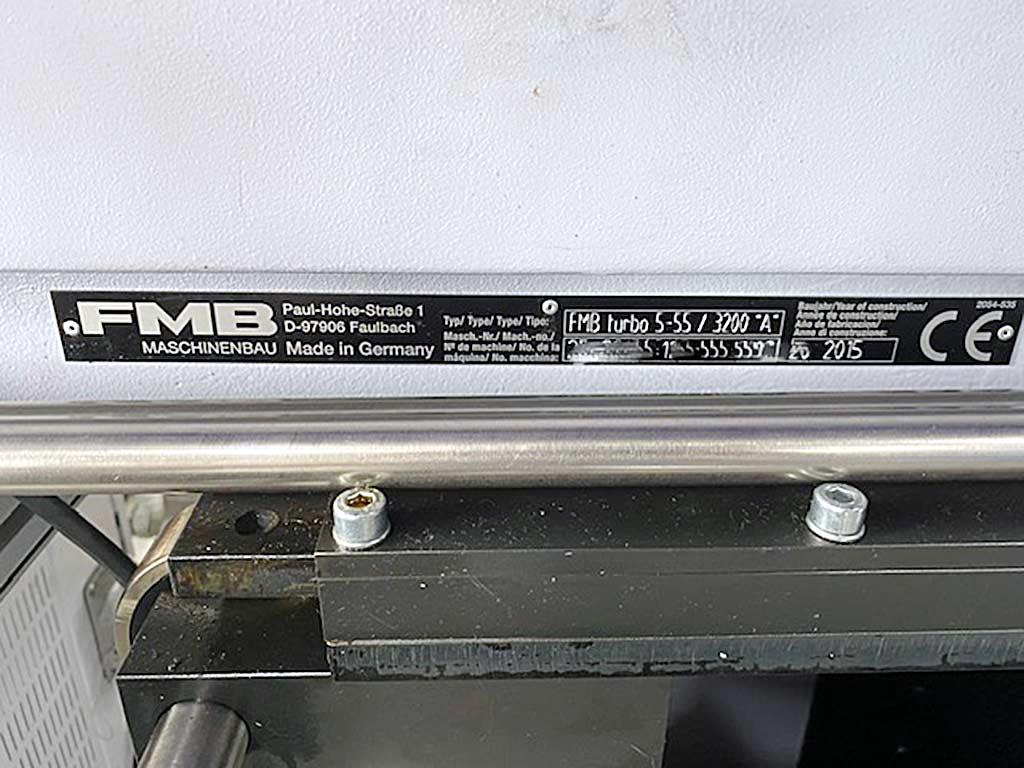 FMB
MASCHINENBAU
Paul-Hohe-Straße 1
D-97906 Faulbach
Made in Germany
Typ/ Type/ Type/ Tipo:
FMB turbo 5-55 / 3200 "A"
Masch.-Nr./ Mach.-no./
Nº de machine/ No. de la
máquina/ No. macchina:
Baujahr/Year of construction/
Année de construction/
Año de fabricacion/
Anno di costruzione:
20 2015
CE
2054-535